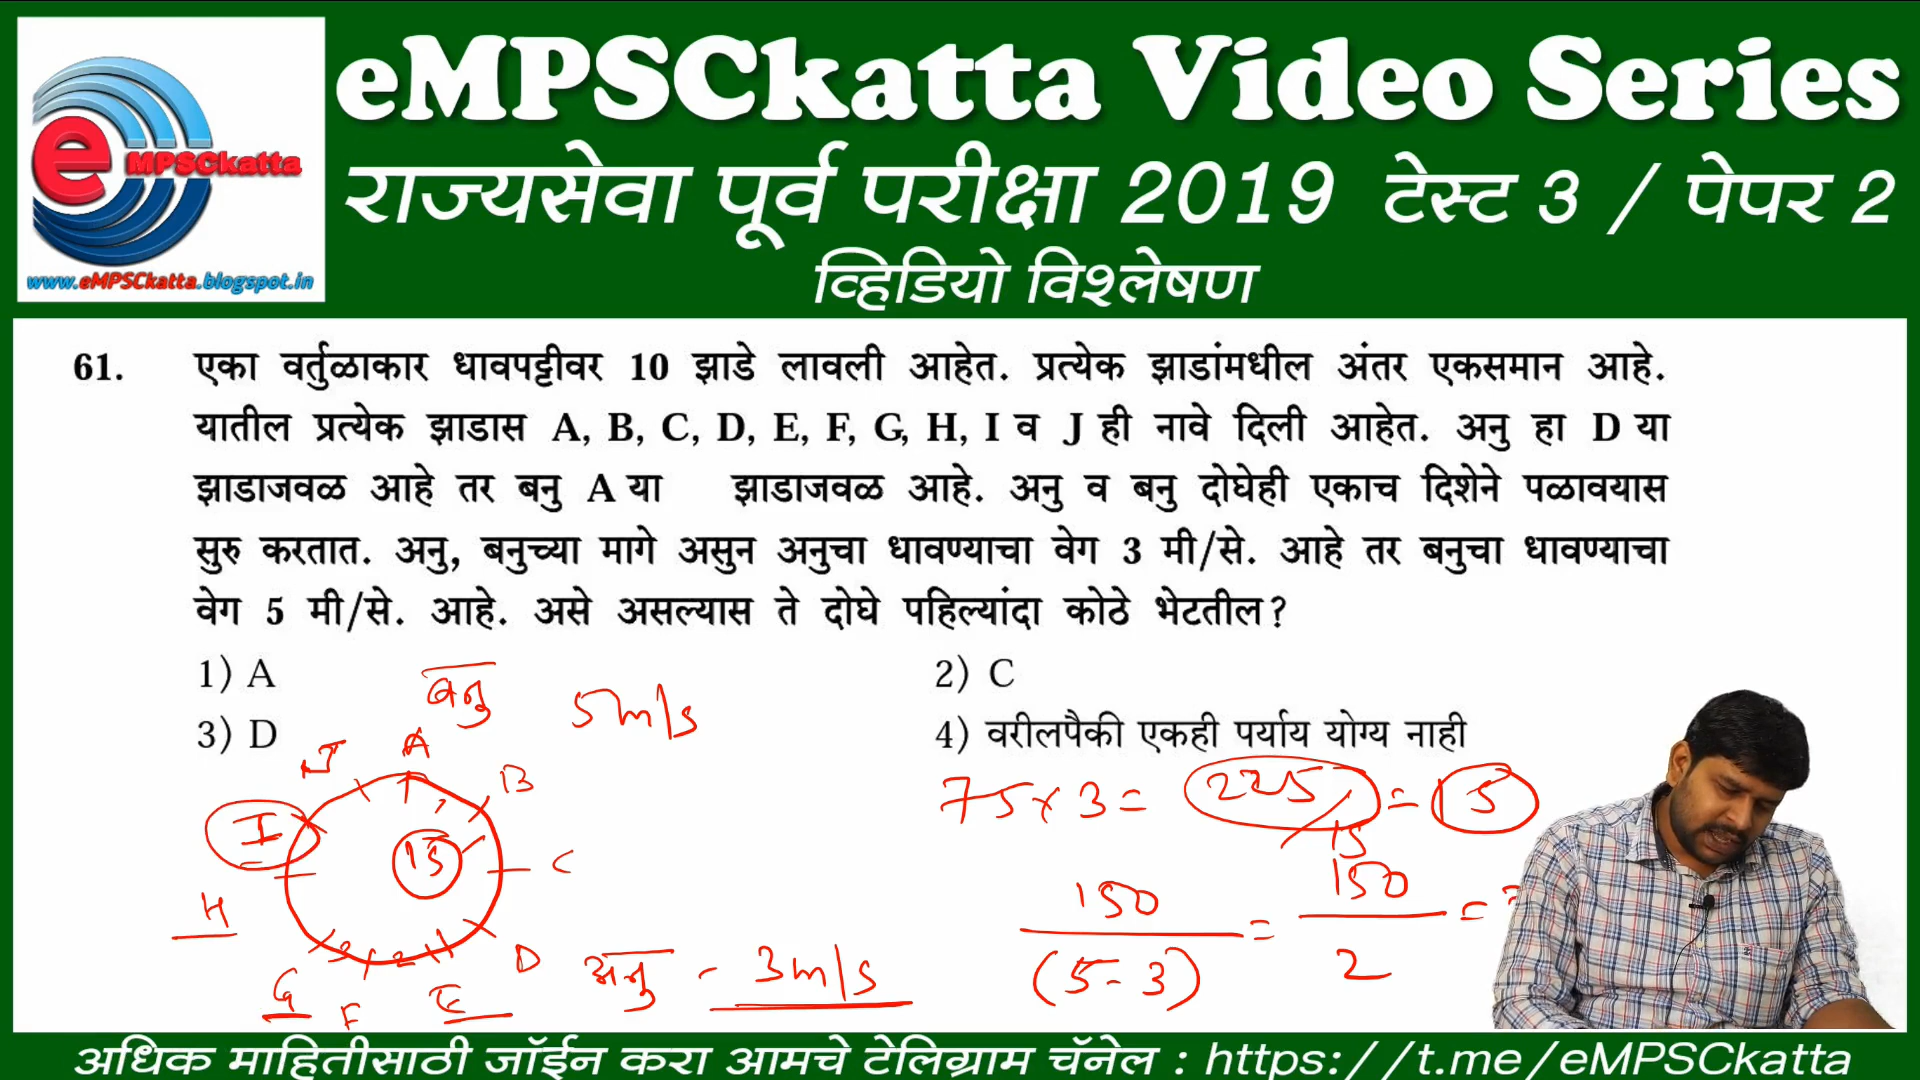 eMPSCkatta Video Series
e MPSCkatta
www.eMPSCkatta.blogspot.in
राज्यसेवा पूर्व परीक्षा 2019 टेस्ट 3 / पेपर 2
व्हिडियो विश्लेषण
61. एका वर्तुळाकार धावपट्टीवर 10 झाडे लावली आहेत. प्रत्येक झाडांमधील अंतर एकसमान आहे.
यातील प्रत्येक झाडास A, B, C, D, E, F, G, H, I व J ही नावे दिली आहेत. अनु हा D या
झाडाजवळ आहे तर बनु A या झाडाजवळ आहे. अनु व बनु दोघेही एकाच दिशेने पळावयास
सुरु करतात. अनु, बनुच्या मागे असुन अनुचा धावण्याचा वेग 3 मी/से. आहे तर बनुचा धावण्याचा
वेग 5 मी/से. आहे. असे असल्यास ते दोघे पहिल्यांदा कोठे भेटतील?
1) A
2) C
3) D
4) वरीलपैकी एकही पर्याय योग्य नाही
बनु 5m/s
J A B
I 15 C
H
G F E D
अनु - 3m/s
75 x 3 = 225/15 = 15
150/(5-3) = 150/2 =
अधिक माहितीसाठी जॉईन करा आमचे टेलिग्राम चॅनेल : https://t.me/eMPSCkatta